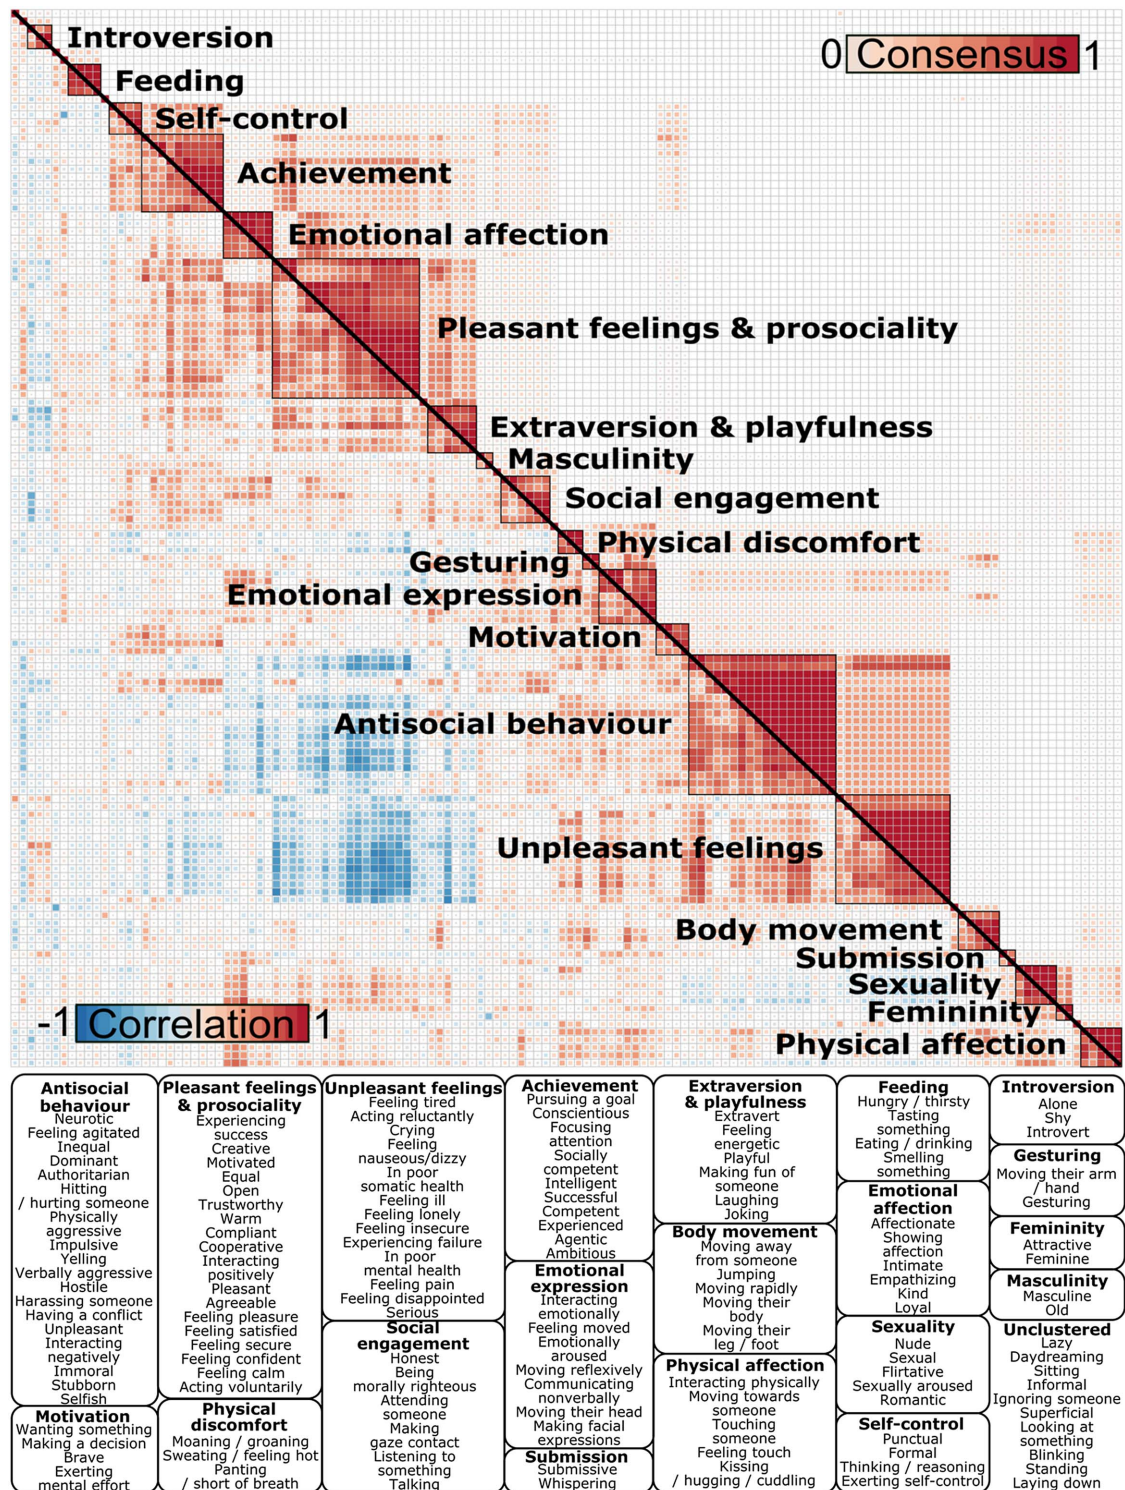 Introversion
0 Consensus 1
Feeding
Self-control
Achievement
Emotional affection
Pleasant feelings & prosociality
Extraversion & playfulness
Masculinity
Social engagement
Physical discomfort
Gesturing
Emotional expression
Motivation
Antisocial behaviour
Unpleasant feelings
Body movement
Submission
Sexuality
Femininity
-1 Correlation 1
Physical affection
Antisocial
behaviour
Neurotic
Feeling agitated
Inequal
Dominant
Authoritarian
Hitting
/ hurting someone
Physically
aggressive
Impulsive
Yelling
Verbally aggressive
Hostile
Harassing someone
Having a conflict
Unpleasant
Interacting
negatively
Immoral
Stubborn
Selfish
Motivation
Wanting something
Making a decision
Brave
Exerting
mental effort
Pleasant feelings
& prosociality
Experiencing
success
Creative
Motivated
Equal
Open
Trustworthy
Warm
Compliant
Cooperative
Interacting
positively
Pleasant
Agreeable
Feeling pleasure
Feeling satisfied
Feeling secure
Feeling confident
Feeling calm
Acting voluntarily
Physical
discomfort
Moaning / groaning
Sweating / feeling hot
Panting
/ short of breath
Unpleasant feelings
Feeling tired
Acting reluctantly
Crying
Feeling
nauseous/dizzy
In poor
somatic health
Feeling ill
Feeling lonely
Feeling insecure
Experiencing failure
In poor
mental health
Feeling pain
Feeling disappointed
Serious
Social
engagement
Honest
Being
morally righteous
Attending
someone
Making
gaze contact
Listening to
something
Talking
Achievement
Pursuing a goal
Conscientious
Focusing
attention
Socially
competent
Intelligent
Successful
Competent
Experienced
Agentic
Ambitious
Emotional
expression
Interacting
emotionally
Feeling moved
Emotionally
aroused
Moving reflexively
Communicating
nonverbally
Moving their head
Making facial
expressions
Submission
Submissive
Whispering
Extraversion
& playfulness
Extravert
Feeling
energetic
Playful
Making fun of
someone
Laughing
Joking
Body movement
Moving away
from someone
Jumping
Moving rapidly
Moving their
body
Moving their
leg / foot
Physical affection
Interacting physically
Moving towards
someone
Touching
someone
Feeling touch
Kissing
/ hugging / cuddling
Feeding
Hungry / thirsty
Tasting
something
Eating / drinking
Smelling
something
Emotional
affection
Affectionate
Showing
affection
Intimate
Empathizing
Kind
Loyal
Sexuality
Nude
Sexual
Flirtative
Sexually aroused
Romantic
Self-control
Punctual
Formal
Thinking / reasoning
Exerting self-control
Introversion
Alone
Shy
Introvert
Gesturing
Moving their arm
/ hand
Gesturing
Femininity
Attractive
Feminine
Masculinity
Masculine
Old
Unclustered
Lazy
Daydreaming
Sitting
Informal
Ignoring someone
Superficial
Looking at
something
Blinking
Standing
Laying down